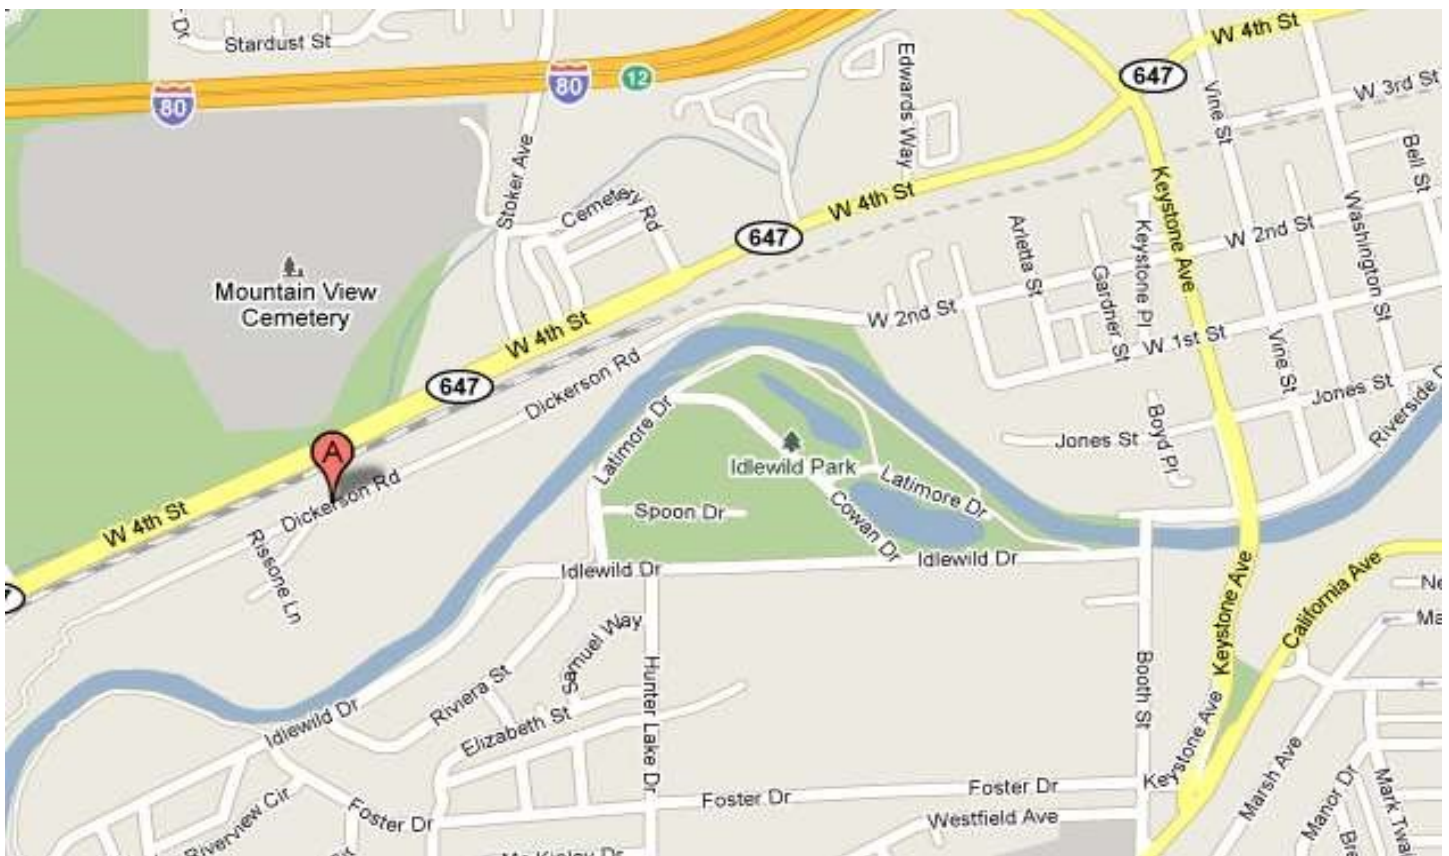 Stardust St
80
80
12
Edwards Way
647
W 4th St
W 3rd St
Vine St
Bell St
Stoker Ave
Cemetery Rd
W 4th St
Keystone Ave
Washington St
647
Arletta St
Keystone Pl
W 2nd St
Gardner St
Mountain View
Cemetery
W 4th St
W 2nd St
W 1st St
Vine St
647
Dickerson Rd
Jones St
Riverside
Latimore Dr
Boyd Pl
Jones St
A
Idlewild Park
Latimore Dr
Dickerson Rd
W 4th St
Spoon Dr
Cowan Dr
Rissone Ln
Idlewild Dr
Idlewild Dr
Keystone Ave
California Ave
Samuel Way
Hunter Lake Dr
Booth St
Riviera St
Idlewild Dr
Elizabeth St
Keystone Ave
Marsh Ave
Foster Dr
Foster Dr
Manor Dr
Mark Twa
Riverview Cir
Foster Dr
Westfield Ave